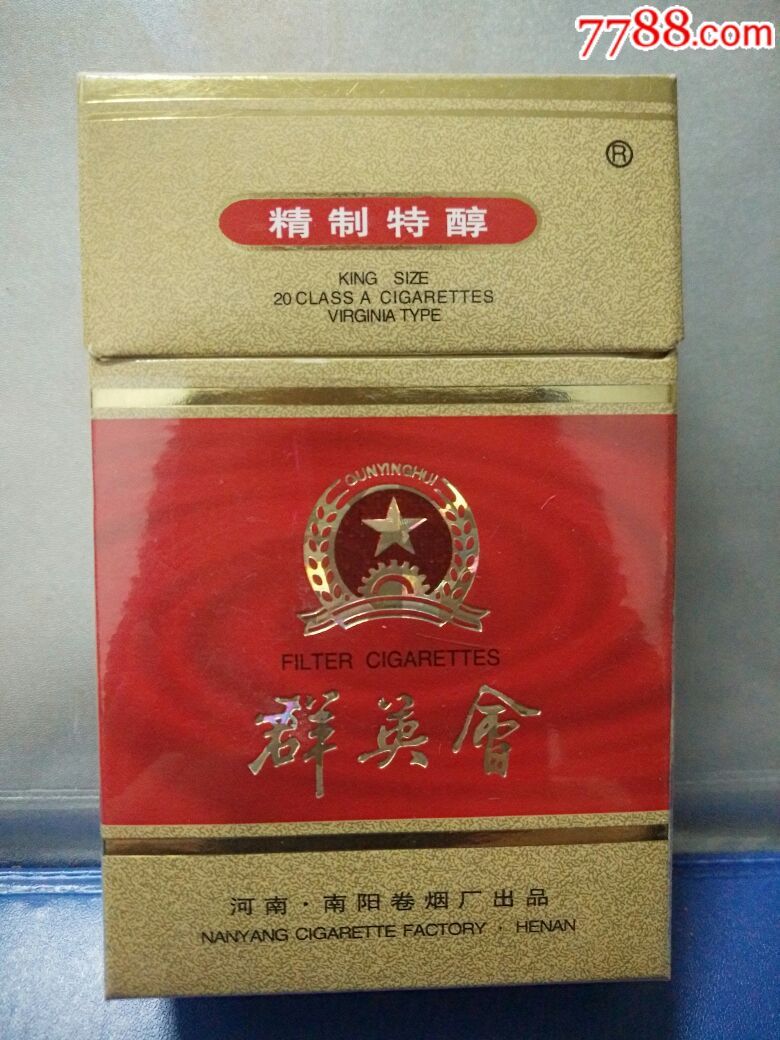 7788.com
®
精制特醇
KING SIZE
20 CLASS A CIGARETTES
VIRGINIA TYPE
QUNYINGHUI
FILTER CIGARETTES
群英會
河南·南阳卷烟厂出品
NANYANG CIGARETTE FACTORY · HENAN